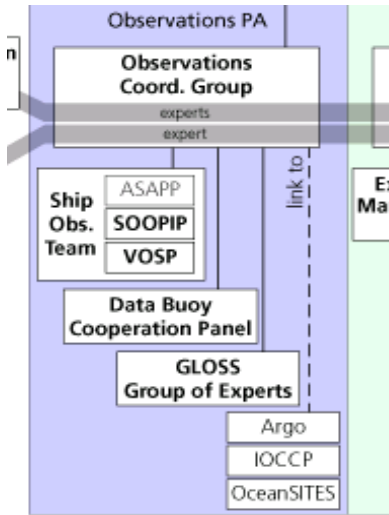 Observations PA
Observations
Coord. Group
experts
expert
link to
Ship
Obs.
Team
ASAPP
SOOPIP
VOSP
Data Buoy
Cooperation Panel
GLOSS
Group of Experts
Argo
IOCCP
OceanSITES